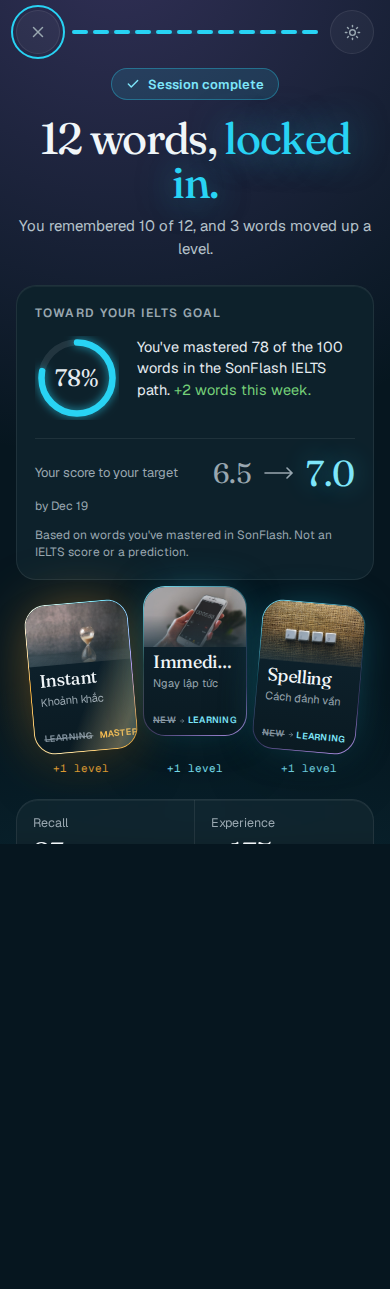 Session complete
12 words, locked
in.
You remembered 10 of 12, and 3 words moved up a
level.
TOWARD YOUR IELTS GOAL
78%
You've mastered 78 of the 100
words in the SonFlash IELTS
path. +2 words this week.
Your score to your target
6.5 → 7.0
by Dec 19
Based on words you've mastered in SonFlash. Not an
IELTS score or a prediction.
Instant
Khoảnh khắc
LEARNING MASTER
+1 level
Immedi...
Ngay lập tức
NEW → LEARNING
+1 level
Spelling
Cách đánh vần
NEW → LEARNING
+1 level
Recall
Experience